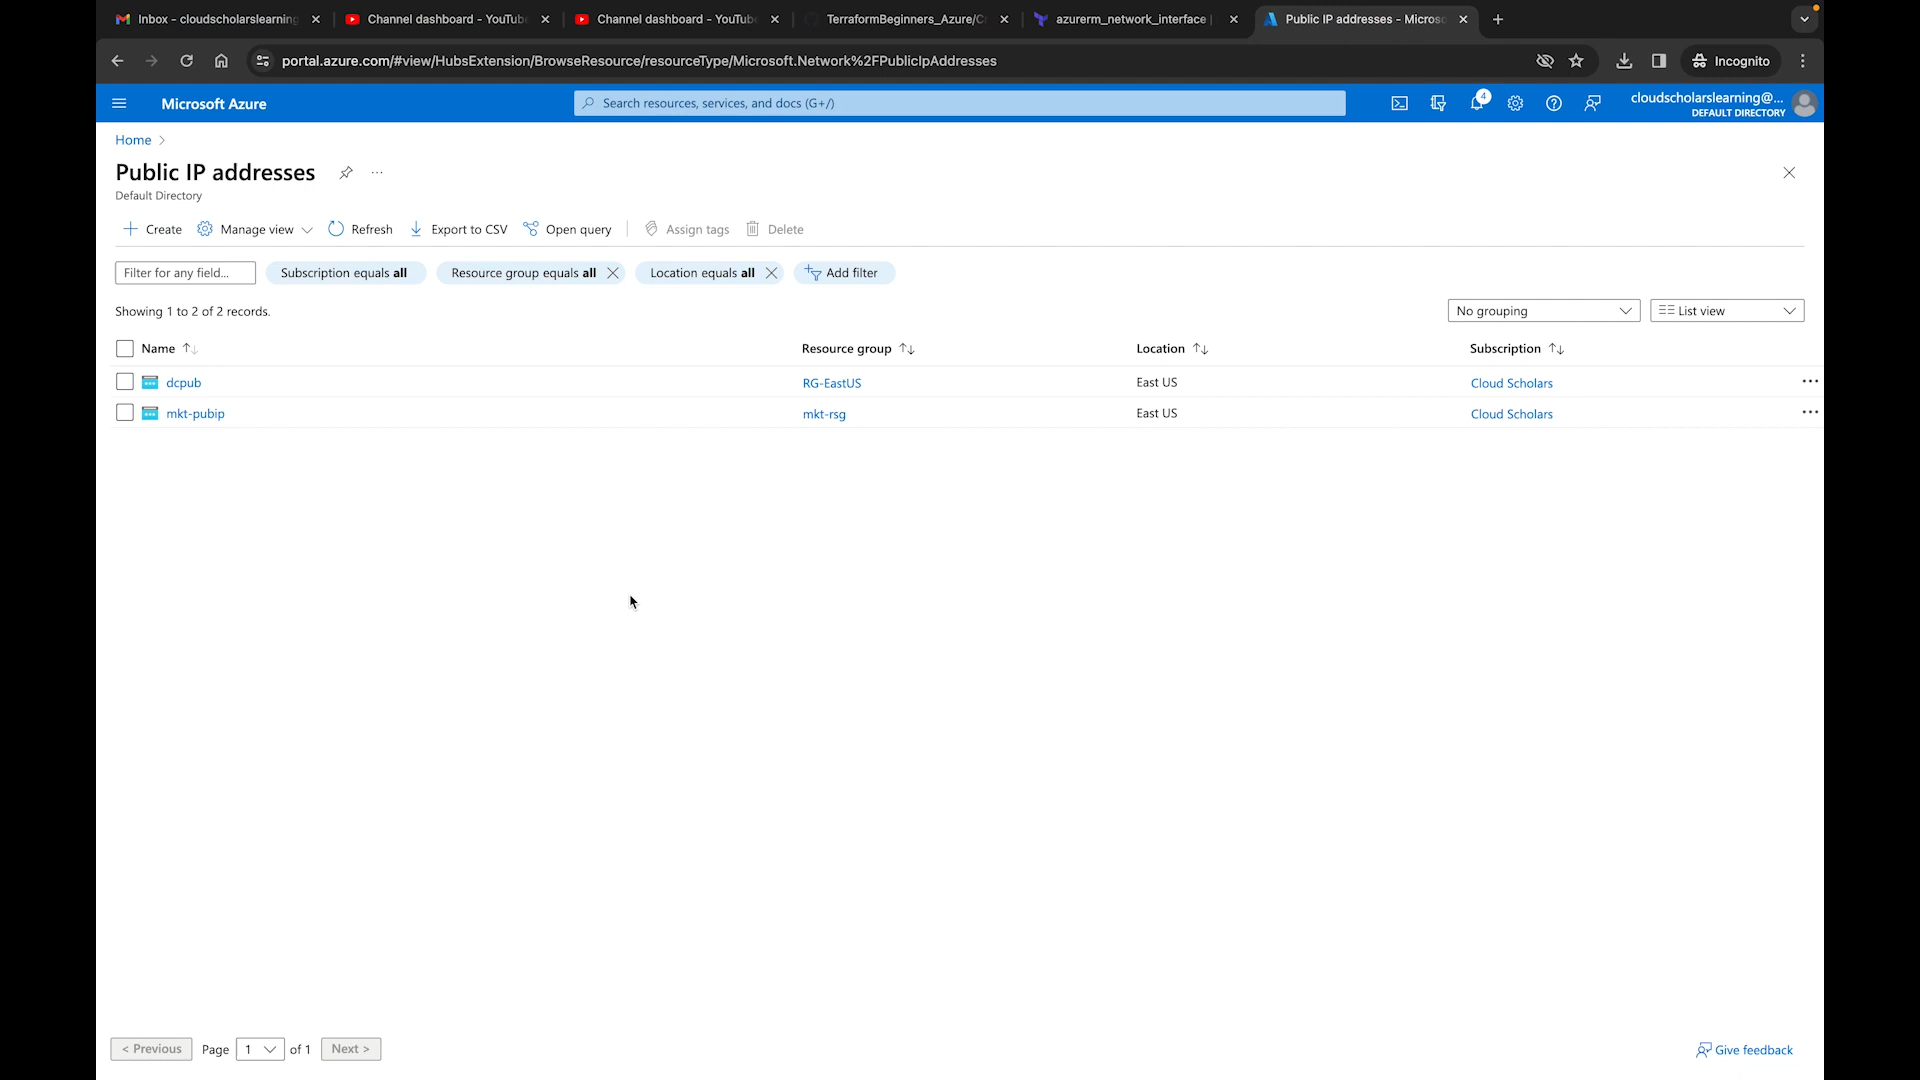 Inbox - cloudscholarslearning
Channel dashboard - YouTube
Channel dashboard - YouTube
TerraformBeginners_Azure/C
azurerm_network_interface |
Public IP addresses - Micros
portal.azure.com/#view/HubsExtension/BrowseResource/resourceType/Microsoft.Network%2FPublicIpAddresses
Incognito
Microsoft Azure
Search resources, services, and docs (G+/)
4
cloudscholarslearning@...
DEFAULT DIRECTORY
Home >
Public IP addresses
Default Directory
Create
Manage view
Refresh
Export to CSV
Open query
Assign tags
Delete
Filter for any field...
Subscription equals all
Resource group equals all
Location equals all
Add filter
Showing 1 to 2 of 2 records.
No grouping
List view
Name
Resource group
Location
Subscription
dcpub
RG-EastUS
East US
Cloud Scholars
mkt-pubip
mkt-rsg
East US
Cloud Scholars
< Previous
Page
1
of 1
Next >
Give feedback